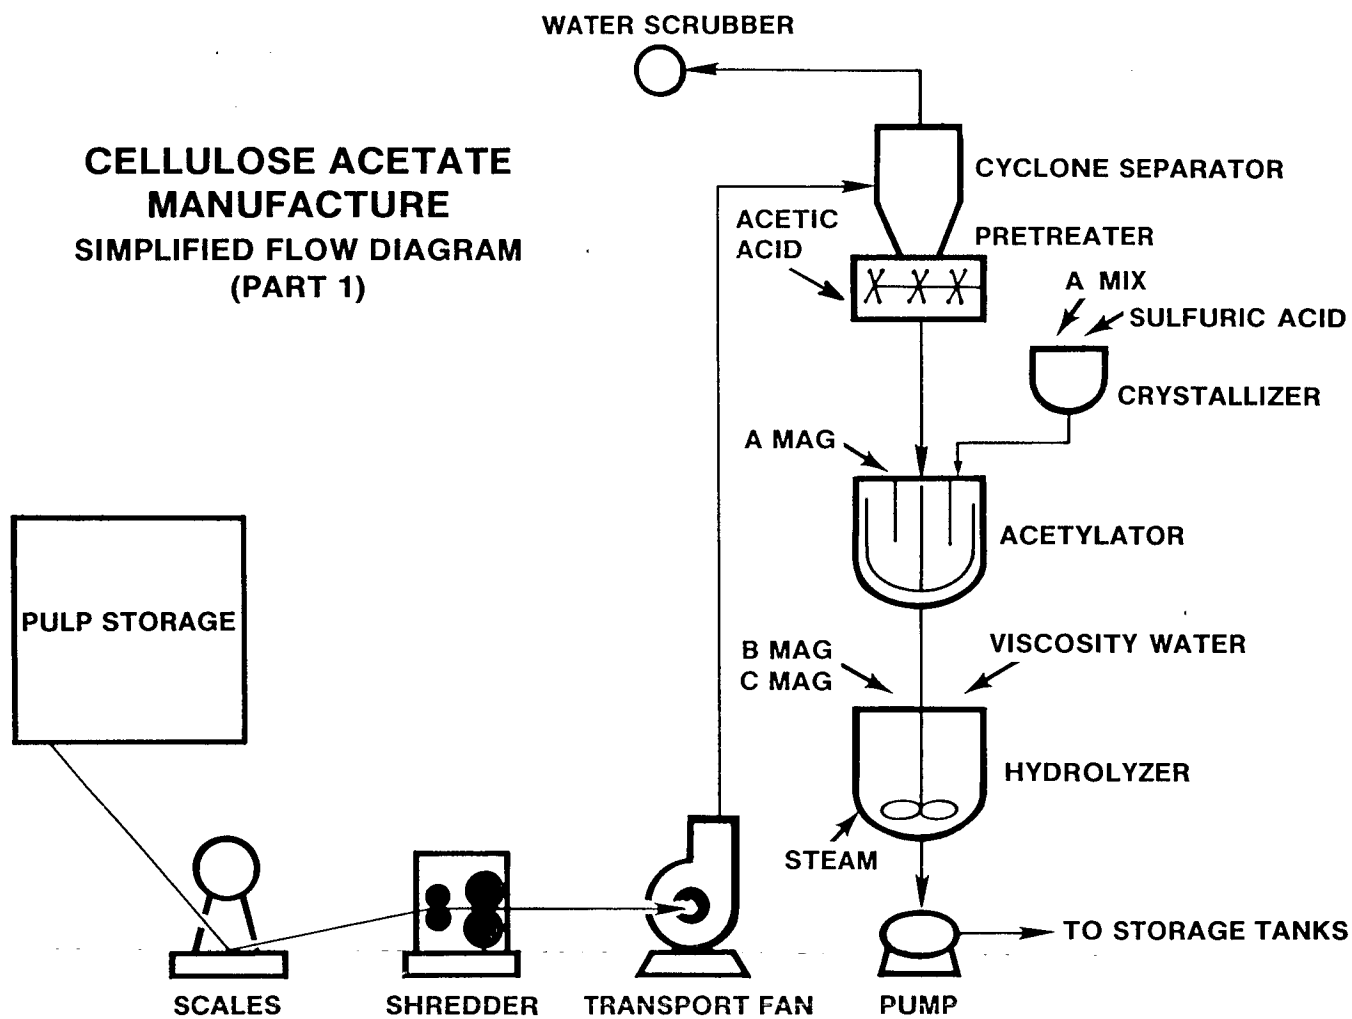 WATER SCRUBBER
CELLULOSE ACETATE
MANUFACTURE
SIMPLIFIED FLOW DIAGRAM
(PART 1)
CYCLONE SEPARATOR
ACETIC
ACID
PRETREATER
A MIX
SULFURIC ACID
CRYSTALLIZER
A MAG
ACETYLATOR
PULP STORAGE
B MAG
C MAG
VISCOSITY WATER
HYDROLYZER
STEAM
TO STORAGE TANKS
SCALES
SHREDDER
TRANSPORT FAN
PUMP